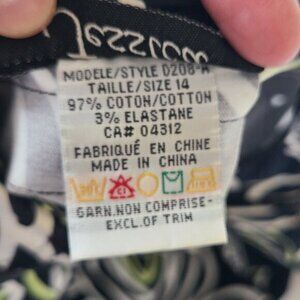 Jessica
MODELE/STYLE D208-A
TAILLE/SIZE 14
97% COTON/COTTON
3% ELASTANE
CA# 04312
FABRIQUÉ EN CHINE
MADE IN CHINA
GARN.NON COMPRISE-
EXCL.OF TRIM